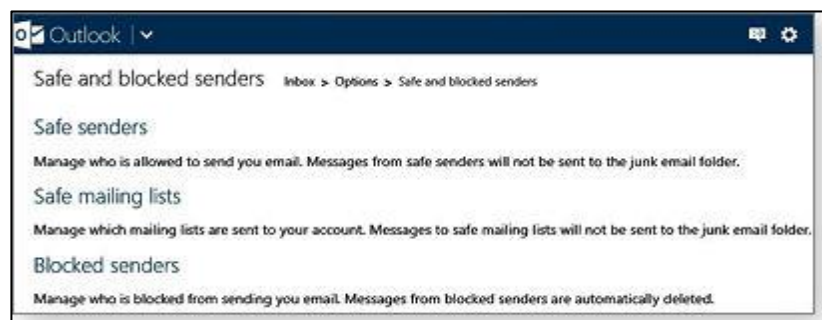 Outlook
Safe and blocked senders Inbox > Options > Safe and blocked senders
Safe senders
Manage who is allowed to send you email. Messages from safe senders will not be sent to the junk email folder.
Safe mailing lists
Manage which mailing lists are sent to your account. Messages to safe mailing lists will not be sent to the junk email folder.
Blocked senders
Manage who is blocked from sending you email. Messages from blocked senders are automatically deleted.